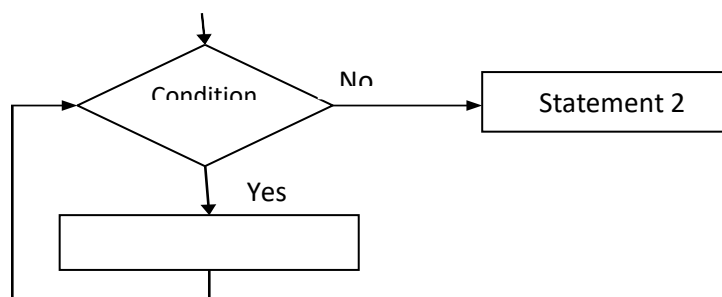 Condition
No
Statement 2
Yes